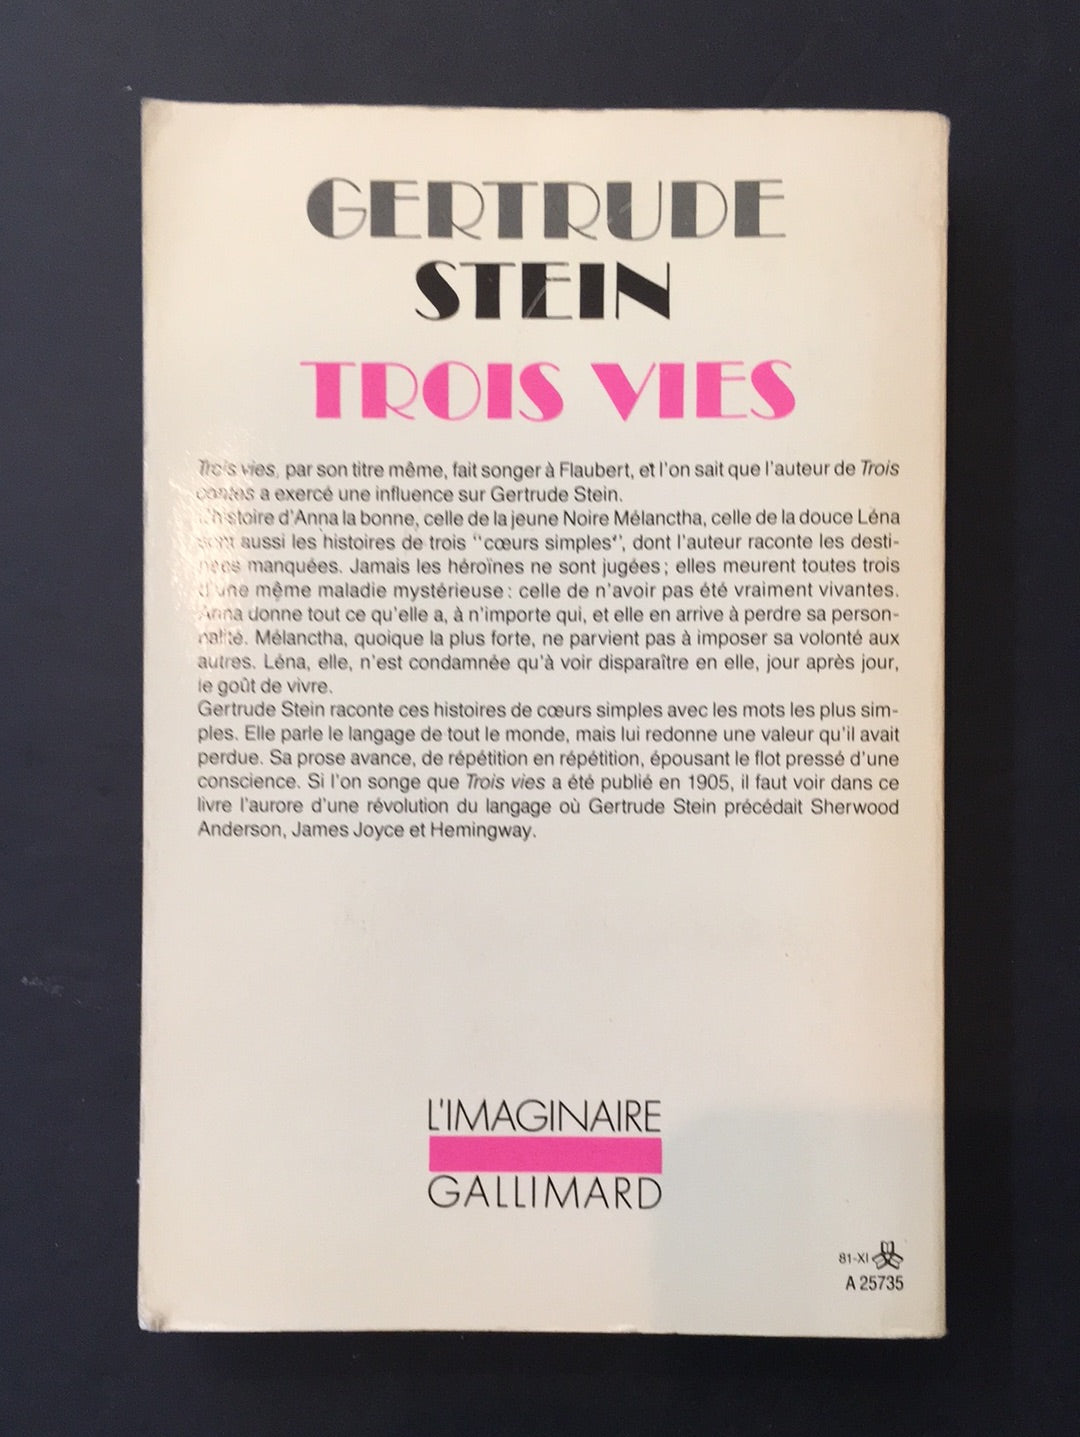 GERTRUDE
STEIN
TROIS VIES
Trois vies, par son titre même, fait songer à Flaubert, et l'on sait que l'auteur de Trois
contes a exercé une influence sur Gertrude Stein.
L'histoire d'Anna la bonne, celle de la jeune Noire Mélanctha, celle de la douce Léna
sont aussi les histoires de trois "cœurs simples", dont l'auteur raconte les desti-
nées manquées. Jamais les héroïnes ne sont jugées ; elles meurent toutes trois
d'une même maladie mystérieuse : celle de n'avoir pas été vraiment vivantes.
Anna donne tout ce qu'elle a, à n'importe qui, et elle en arrive à perdre sa person-
nalité. Mélanctha, quoique la plus forte, ne parvient pas à imposer sa volonté aux
autres. Léna, elle, n'est condamnée qu'à voir disparaître en elle, jour après jour,
le goût de vivre.
Gertrude Stein raconte ces histoires de cœurs simples avec les mots les plus sim-
ples. Elle parle le langage de tout le monde, mais lui redonne une valeur qu'il avait
perdue. Sa prose avance, de répétition en répétition, épousant le flot pressé d'une
conscience. Si l'on songe que Trois vies a été publié en 1905, il faut voir dans ce
livre l'aurore d'une révolution du langage où Gertrude Stein précédait Sherwood
Anderson, James Joyce et Hemingway.
L'IMAGINAIRE
GALLIMARD
81-XI
A 25735